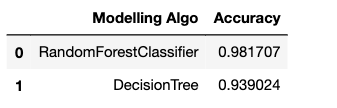 Modelling Algo Accuracy
0 RandomForestClassifier 0.981707
1 DecisionTree 0.939024